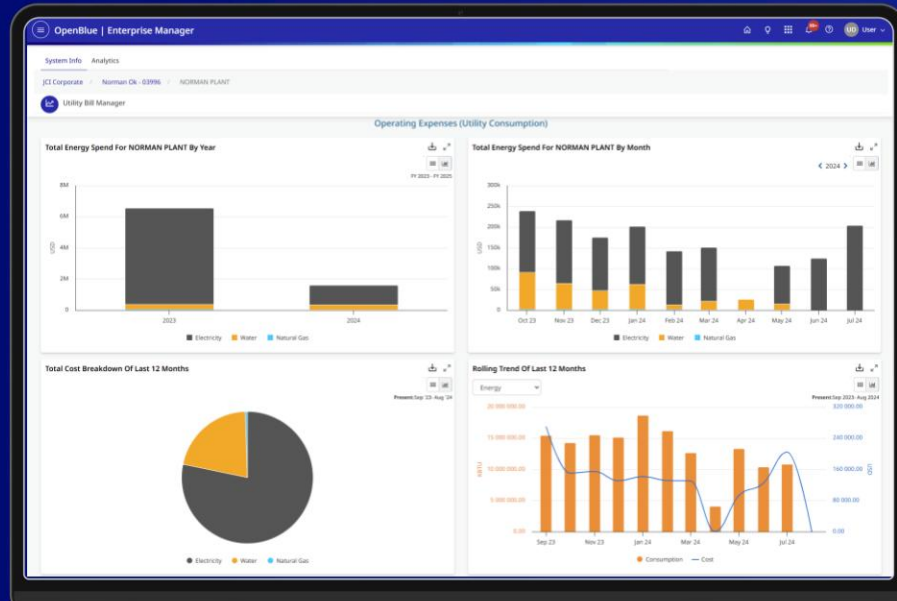 OpenBlue | Enterprise Manager
99+
UD User
System Info Analytics
JCI Corporate / Norman Ok - 03996 / NORMAN PLANT
Utility Bill Manager
Operating Expenses (Utility Consumption)
Total Energy Spend For NORMAN PLANT By Year
FY 2023 - FY 2025
8M
6M
4M
2M
0
USD
2023 2024
Electricity Water Natural Gas
Total Energy Spend For NORMAN PLANT By Month
2024
300k
250k
200k
150k
100k
50k
0
USD
Oct 23 Nov 23 Dec 23 Jan 24 Feb 24 Mar 24 Apr 24 May 24 Jun 24 Jul 24
Electricity Water Natural Gas
Total Cost Breakdown Of Last 12 Months
Present: Sep '23- Aug '24
Electricity Water Natural Gas
Rolling Trend Of Last 12 Months
Energy
Present: Sep 2023- Aug 2024
20 000 000.00 320 000.00
15 000 000.00 240 000.00
10 000 000.00 160 000.00
5 000 000.00 80 000.00
0.00 0.00
KBTU USD
Sep 23 Nov 23 Jan 24 Mar 24 May 24 Jul 24
Consumption Cost